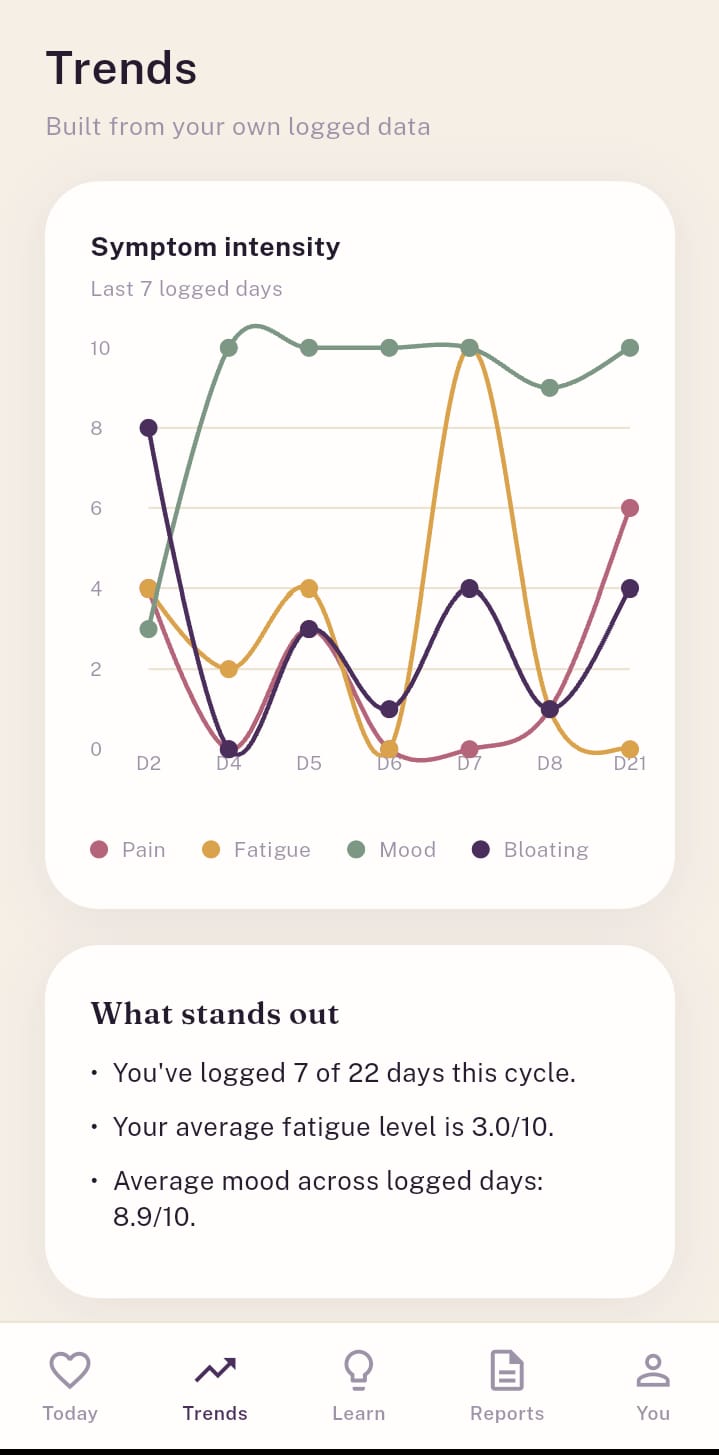 Trends
Built from your own logged data
Symptom intensity
Last 7 logged days
10
8
6
4
2
0
D2 D4 D5 D6 D7 D8 D21
Pain Fatigue Mood Bloating
What stands out
• You've logged 7 of 22 days this cycle.
• Your average fatigue level is 3.0/10.
• Average mood across logged days:
8.9/10.
Today Trends Learn Reports You